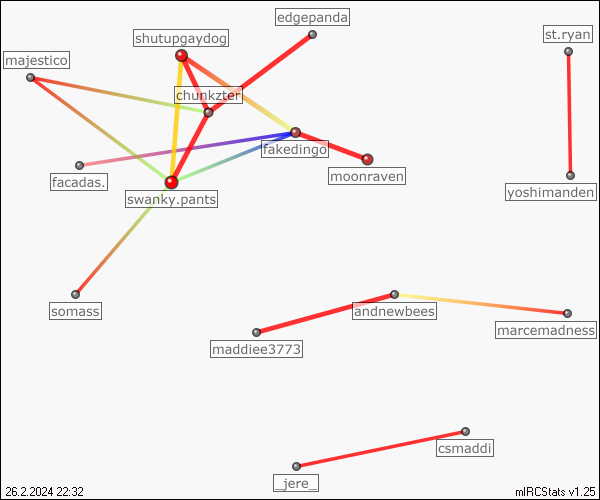 edgepanda
shutupgaydog
st.ryan
majestico
chunkzter
fakedingo
moonraven
facadas.
swanky.pants
yoshimanden
somass
andnewbees
marcemadness
maddiee3773
csmaddi
_jere_
26.2.2024 22:32
mIRCStats v1.25